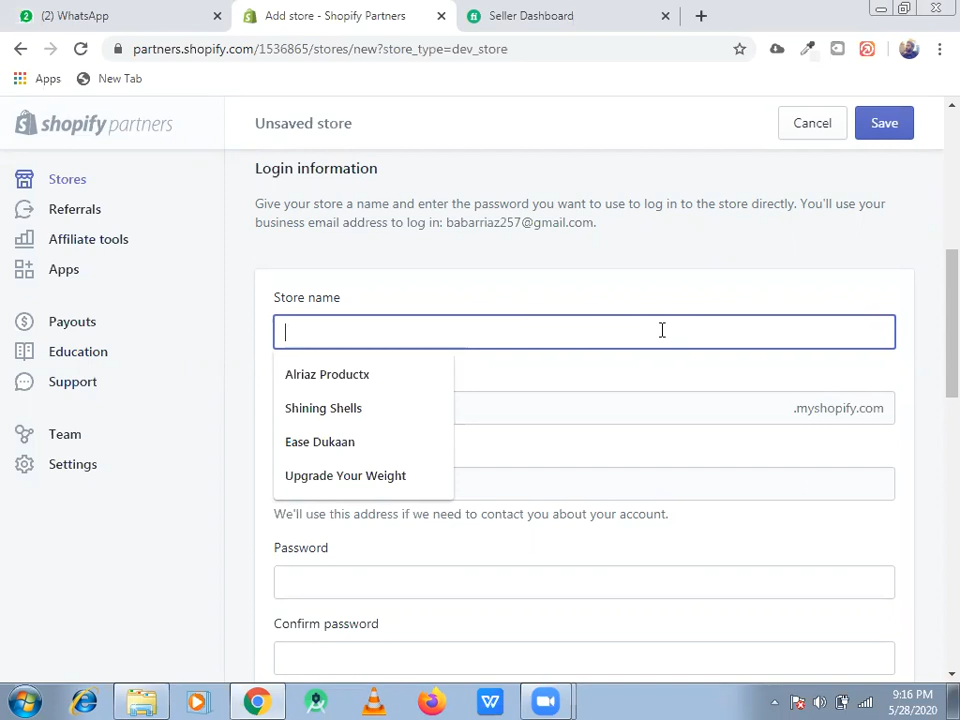 (2) WhatsApp
Add store - Shopify Partners
Seller Dashboard
partners.shopify.com/1536865/stores/new?store_type=dev_store
Apps
New Tab
shopify partners
Unsaved store
Cancel
Save
Stores
Referrals
Affiliate tools
Apps
Payouts
Education
Support
Team
Settings
Login information
Give your store a name and enter the password you want to use to log in to the store directly. You'll use your
business email address to log in: babarriaz257@gmail.com.
Store name
Alriaz Productx
Shining Shells
Ease Dukaan
Upgrade Your Weight
.myshopify.com
We'll use this address if we need to contact you about your account.
Password
Confirm password
9:16 PM
5/28/2020